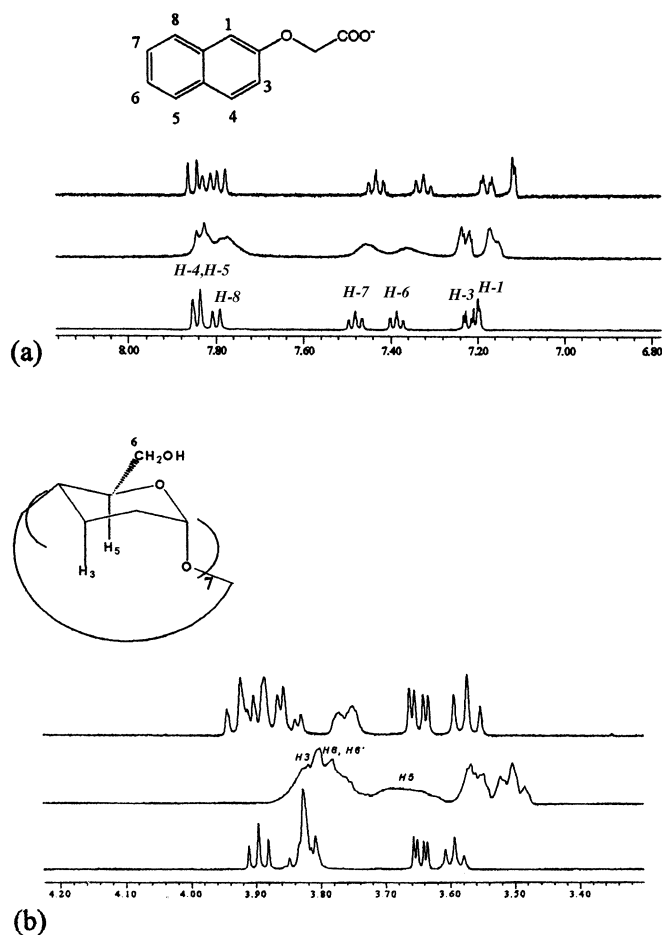 8 1 O COO⁻
7
6 3
5 4
H-4,H-5 H-8 H-7 H-6 H-3 H-1
(a)
8.00 7.80 7.60 7.40 7.20 7.00 6.80
6
CH₂OH
O
H₅
H₃
O
7
H3 H6, H6' H5
4.20 4.10 4.00 3.90 3.80 3.70 3.60 3.50 3.40
(b)